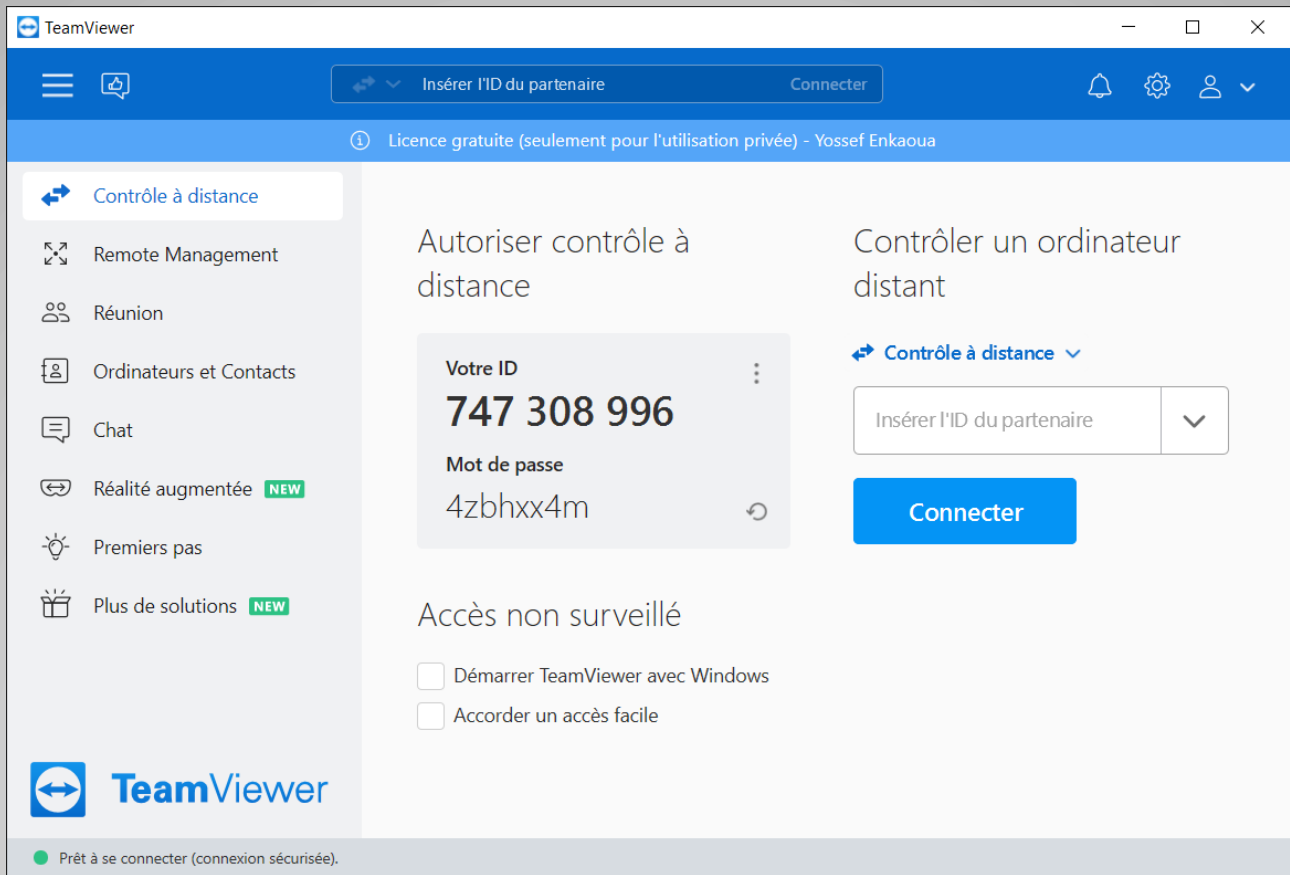 TeamViewer
Insérer l'ID du partenaire Connecter
Licence gratuite (seulement pour l'utilisation privée) - Yossef Enkaoua
Contrôle à distance
Remote Management
Réunion
Ordinateurs et Contacts
Chat
Réalité augmentée NEW
Premiers pas
Plus de solutions NEW
TeamViewer
Autoriser contrôle à
distance
Votre ID
747 308 996
Mot de passe
4zbhxx4m
Accès non surveillé
Démarrer TeamViewer avec Windows
Accorder un accès facile
Contrôler un ordinateur
distant
Contrôle à distance
Insérer l'ID du partenaire
Connecter
Prêt à se connecter (connexion sécurisée).